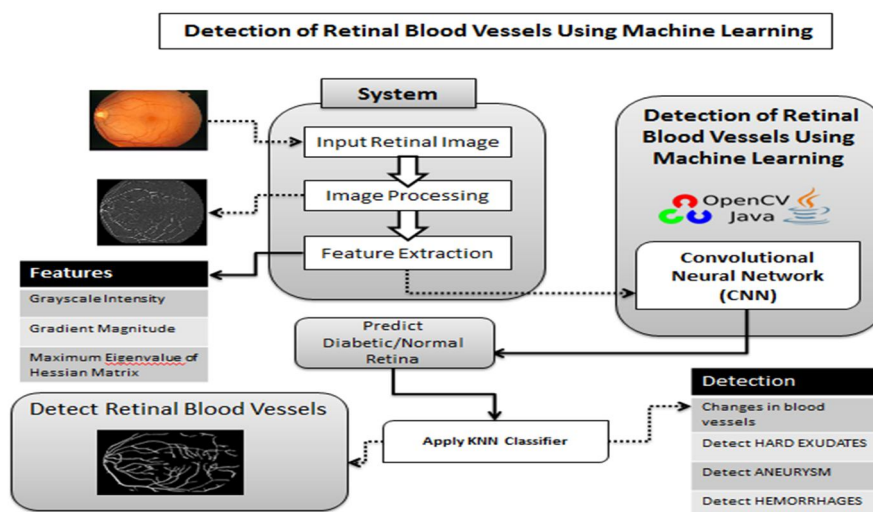 Detection of Retinal Blood Vessels Using Machine Learning
System
Input Retinal Image
Image Processing
Feature Extraction
Detection of Retinal
Blood Vessels Using
Machine Learning
OpenCV
Java
Convolutional
Neural Network
(CNN)
Features
Grayscale Intensity
Gradient Magnitude
Maximum Eigenvalue of
Hessian Matrix
Predict
Diabetic/Normal
Retina
Detect Retinal Blood Vessels
Apply KNN Classifier
Detection
Changes in blood
vessels
Detect HARD EXUDATES
Detect ANEURYSM
Detect HEMORRHAGES